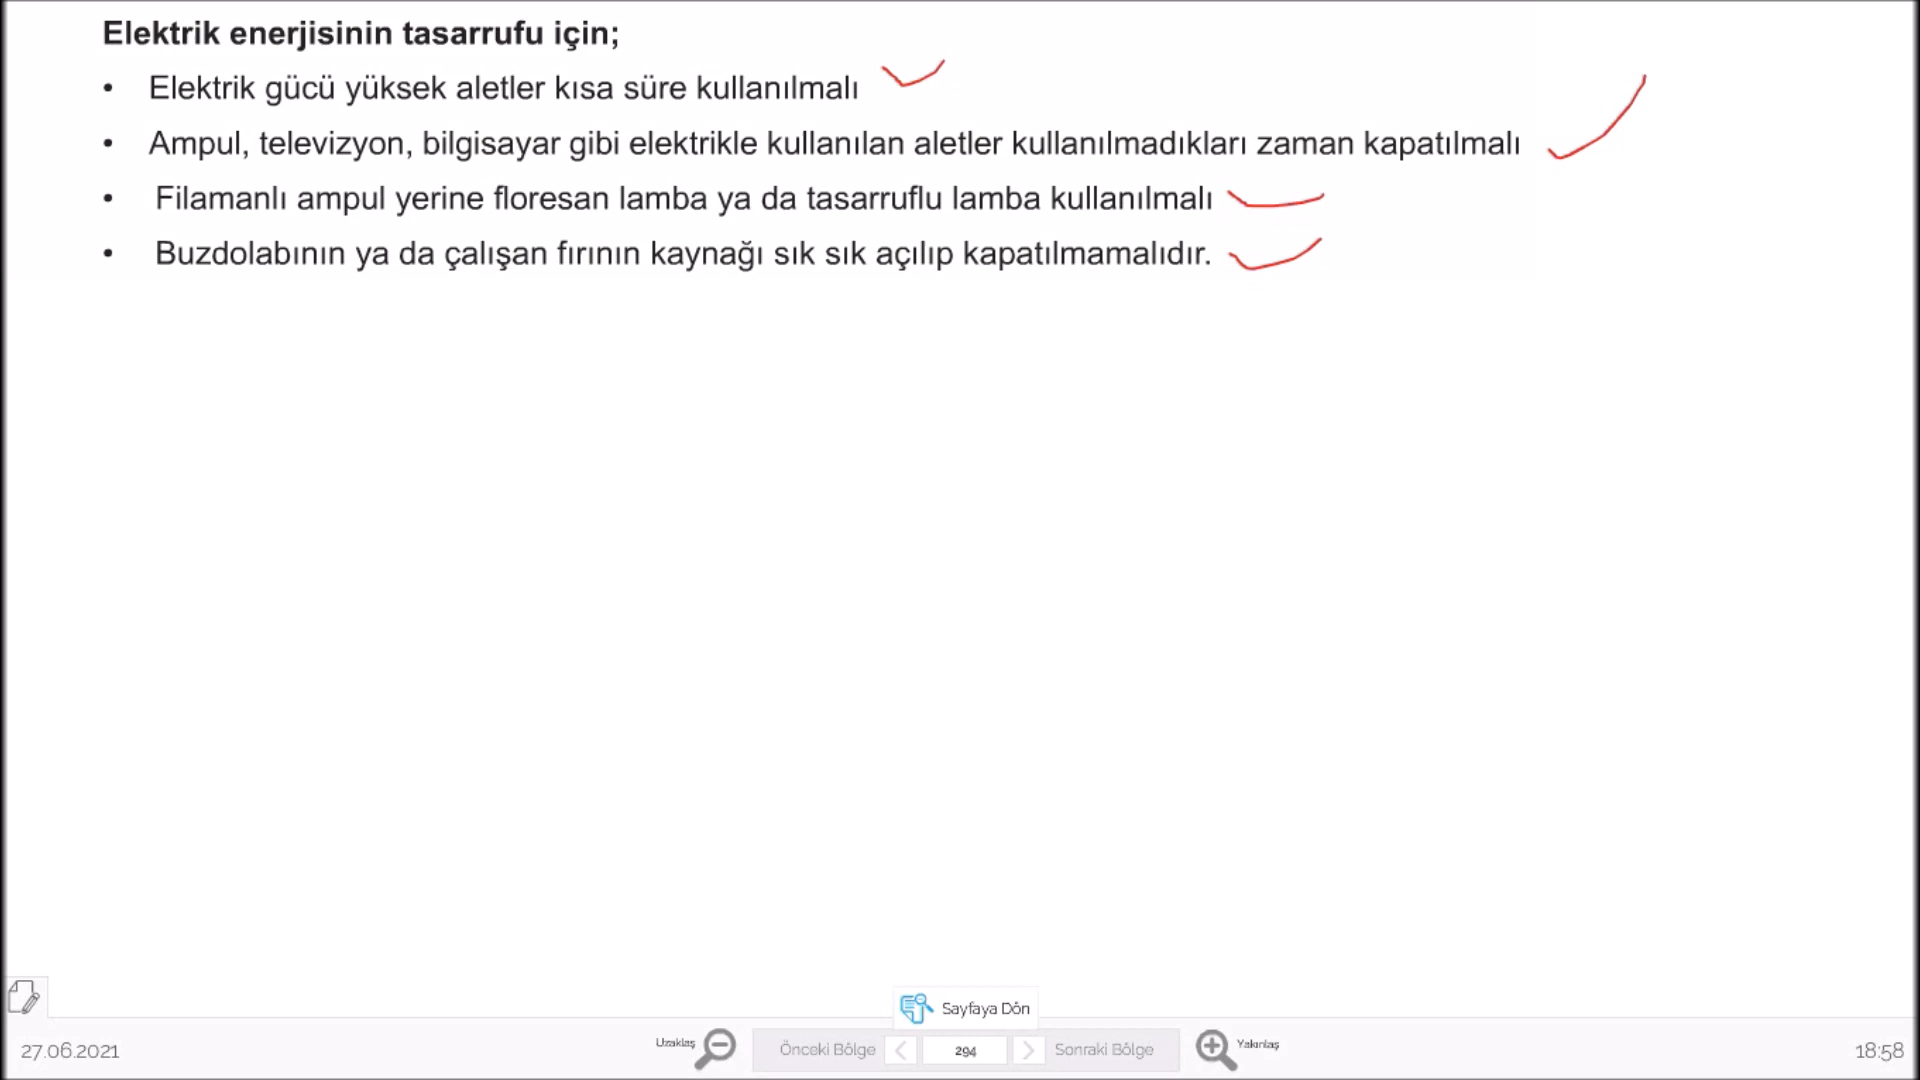 Elektrik enerjisinin tasarrufu için;
• Elektrik gücü yüksek aletler kısa süre kullanılmalı
• Ampul, televizyon, bilgisayar gibi elektrikle kullanılan aletler kullanılmadıkları zaman kapatılmalı
• Filamanlı ampul yerine floresan lamba ya da tasarruflu lamba kullanılmalı
• Buzdolabının ya da çalışan fırının kaynağı sık sık açılıp kapatılmamalıdır.
Sayfaya Dön
27.06.2021 Uzaklaş Önceki Bölge 294 Sonraki Bölge Yakınlaş 18:58